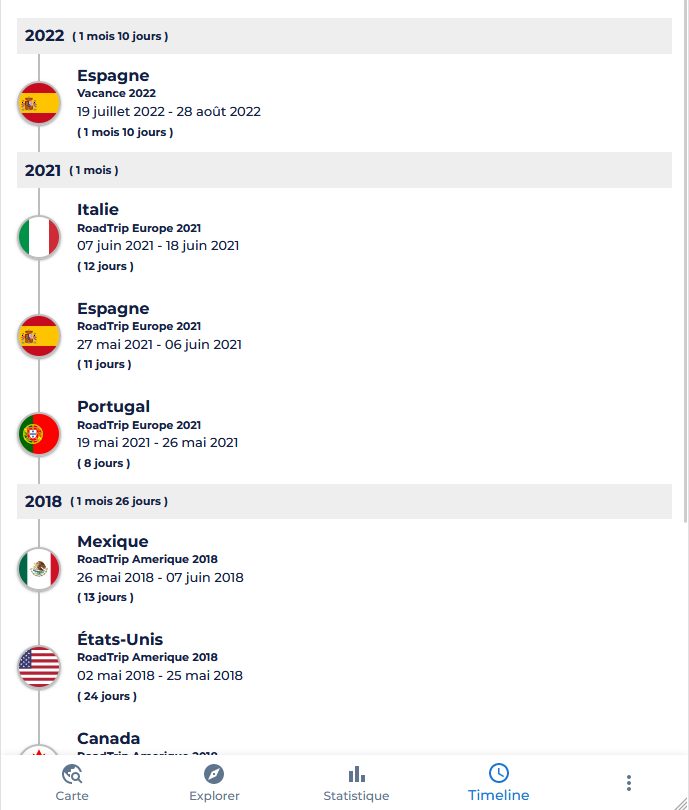 2022 ( 1 mois 10 jours )
Espagne
Vacance 2022
19 juillet 2022 - 28 août 2022
( 1 mois 10 jours )
2021 ( 1 mois )
Italie
RoadTrip Europe 2021
07 juin 2021 - 18 juin 2021
( 12 jours )
Espagne
RoadTrip Europe 2021
27 mai 2021 - 06 juin 2021
( 11 jours )
Portugal
RoadTrip Europe 2021
19 mai 2021 - 26 mai 2021
( 8 jours )
2018 ( 1 mois 26 jours )
Mexique
RoadTrip Amerique 2018
26 mai 2018 - 07 juin 2018
( 13 jours )
États-Unis
RoadTrip Amerique 2018
02 mai 2018 - 25 mai 2018
( 24 jours )
Canada
RoadTrip Amerique 2018
Carte
Explorer
Statistique
Timeline